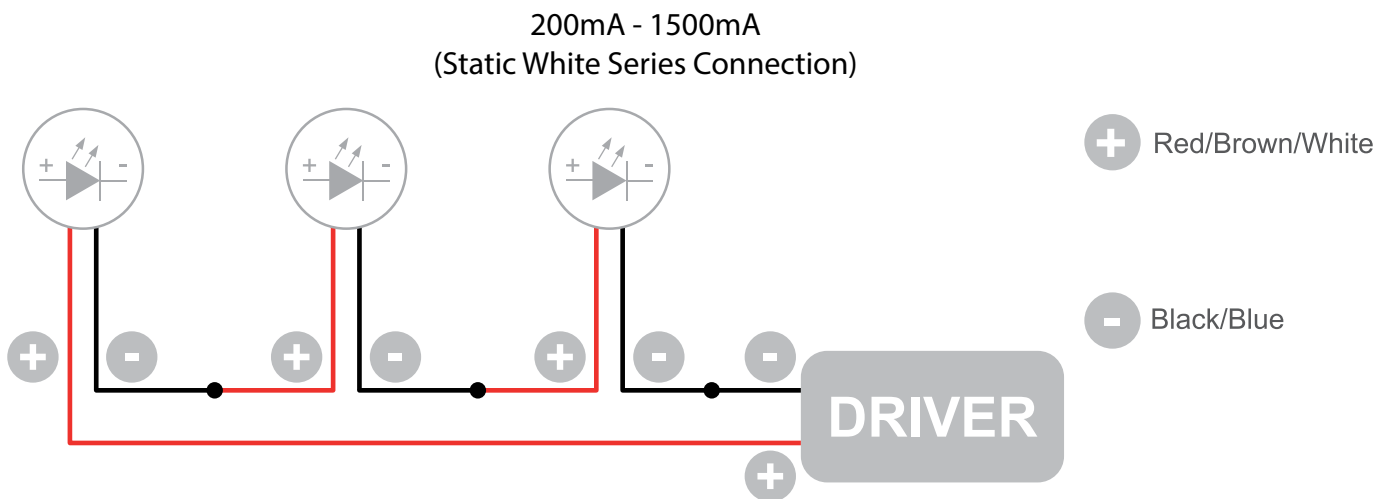 200mA - 1500mA
(Static White Series Connection)
+ - + - + -
+ Red/Brown/White
- Black/Blue
+ - + - + - -
DRIVER
+